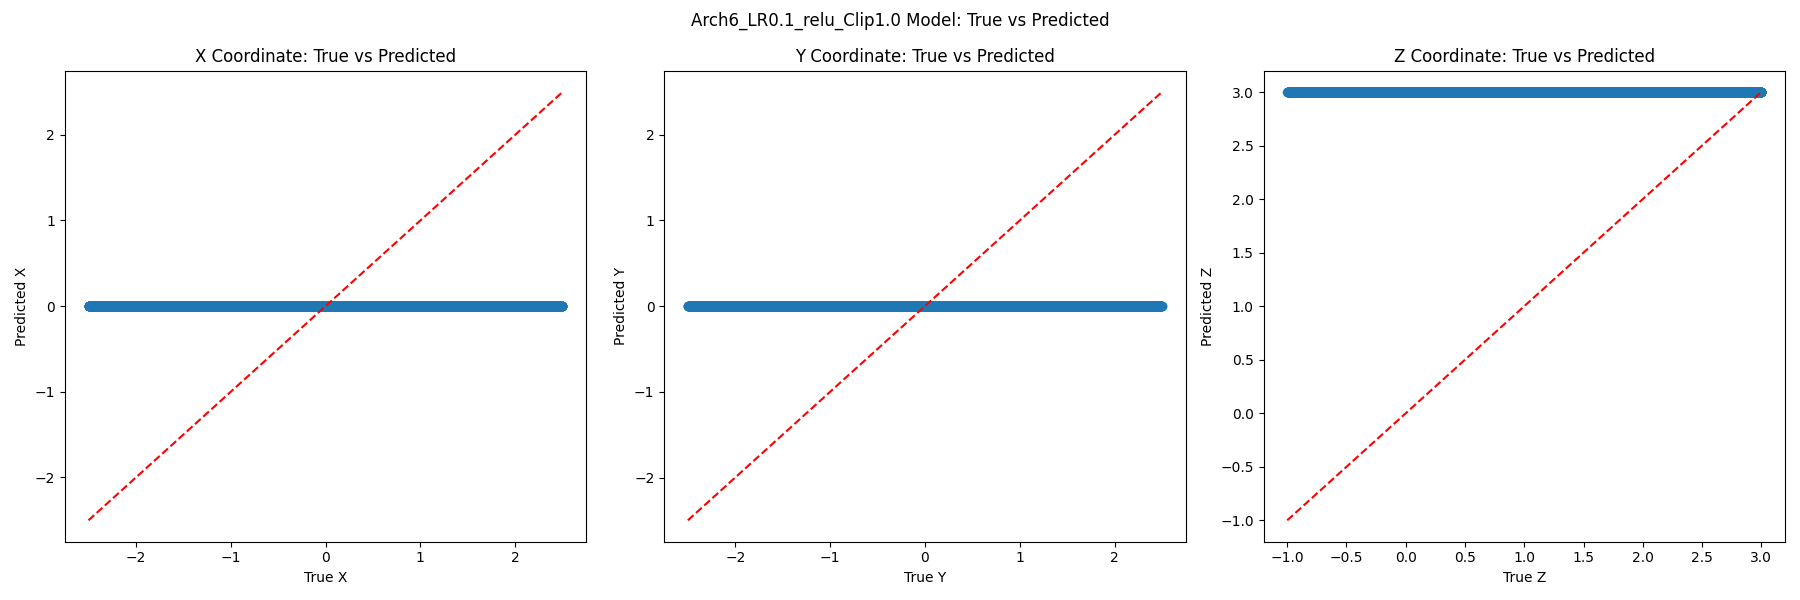 Arch6_LR0.1_relu_Clip1.0 Model: True vs Predicted
X Coordinate: True vs Predicted
Predicted X
2
1
0
−1
−2
−2 −1 0 1 2
True X
Y Coordinate: True vs Predicted
Predicted Y
2
1
0
−1
−2
−2 −1 0 1 2
True Y
Z Coordinate: True vs Predicted
Predicted Z
3.0
2.5
2.0
1.5
1.0
0.5
0.0
−0.5
−1.0
−1.0 −0.5 0.0 0.5 1.0 1.5 2.0 2.5 3.0
True Z